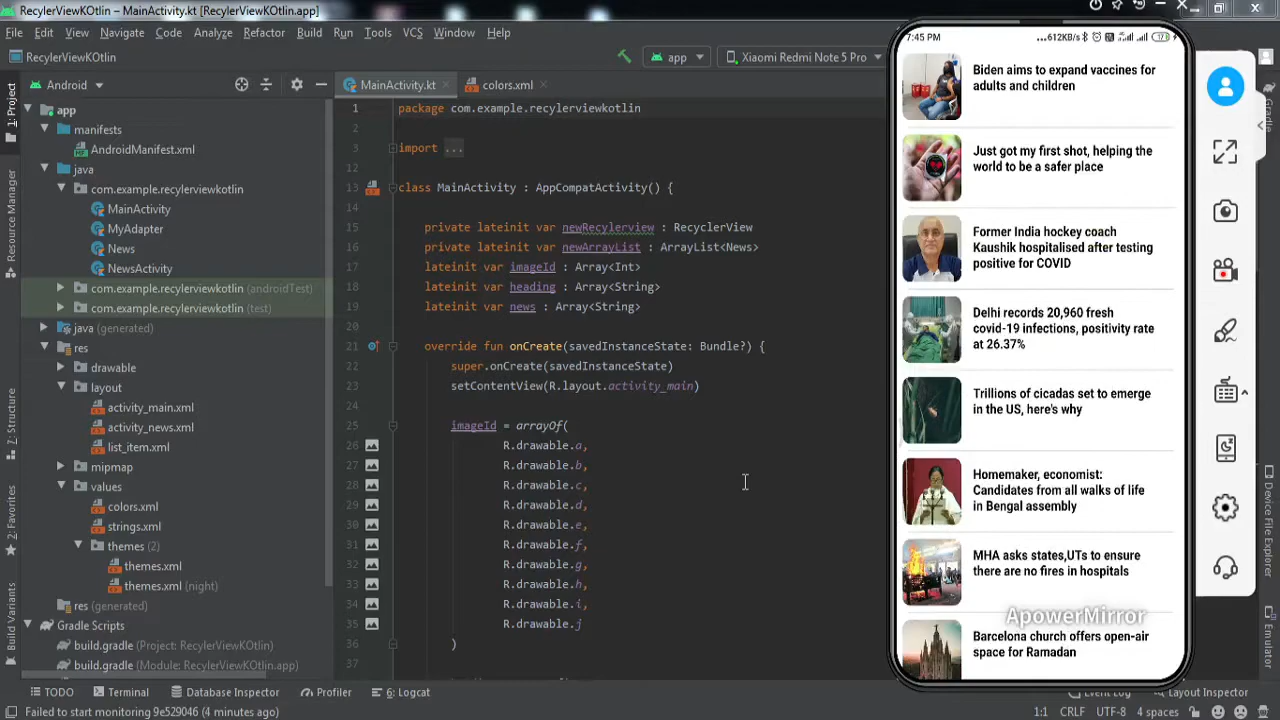 RecylerViewKOtlin – MainActivity.kt [RecylerViewKOtlin.app]
File Edit View Navigate Code Analyze Refactor Build Run Tools VCS Window Help
RecylerViewKOtlin
app
Xiaomi Redmi Note 5 Pro
Android
MainActivity.kt
colors.xml
1: Project
Resource Manager
Z: Structure
2: Favorites
Build Variants
app
manifests
AndroidManifest.xml
java
com.example.recylerviewkotlin
MainActivity
MyAdapter
News
NewsActivity
com.example.recylerviewkotlin (androidTest)
com.example.recylerviewkotlin (test)
java (generated)
res
drawable
layout
activity_main.xml
activity_news.xml
list_item.xml
mipmap
values
colors.xml
strings.xml
themes (2)
themes.xml
themes.xml (night)
res (generated)
Gradle Scripts
build.gradle (Project: RecylerViewKOtlin)
build.gradle (Module: RecylerViewKOtlin.app)
1 package com.example.recylerviewkotlin
2
3 import ...
12
13 class MainActivity : AppCompatActivity() {
14
15 private lateinit var newRecylerview : RecyclerView
16 private lateinit var newArrayList : ArrayList<News>
17 lateinit var imageId : Array<Int>
18 lateinit var heading : Array<String>
19 lateinit var news : Array<String>
20
21 override fun onCreate(savedInstanceState: Bundle?) {
22 super.onCreate(savedInstanceState)
23 setContentView(R.layout.activity_main)
24
25 imageId = arrayOf(
26 R.drawable.a,
27 R.drawable.b,
28 R.drawable.c,
29 R.drawable.d,
30 R.drawable.e,
31 R.drawable.f,
32 R.drawable.g,
33 R.drawable.h,
34 R.drawable.i,
35 R.drawable.j
36 )
37
7:45 PM ...612KB/s
Biden aims to expand vaccines for
adults and children
Just got my first shot, helping the
world to be a safer place
Former India hockey coach
Kaushik hospitalised after testing
positive for COVID
Delhi records 20,960 fresh
covid-19 infections, positivity rate
at 26.37%
Trillions of cicadas set to emerge
in the US, here's why
Homemaker, economist:
Candidates from all walks of life
in Bengal assembly
MHA asks states,UTs to ensure
there are no fires in hospitals
ApowerMirror
Barcelona church offers open-air
space for Ramadan
Gradle
Device File Explorer
Emulator
TODO Terminal Database Inspector Profiler 6: Logcat Event Log Layout Inspector
Failed to start monitoring 9e529046 (4 minutes ago)
1:1 CRLF UTF-8 4 spaces